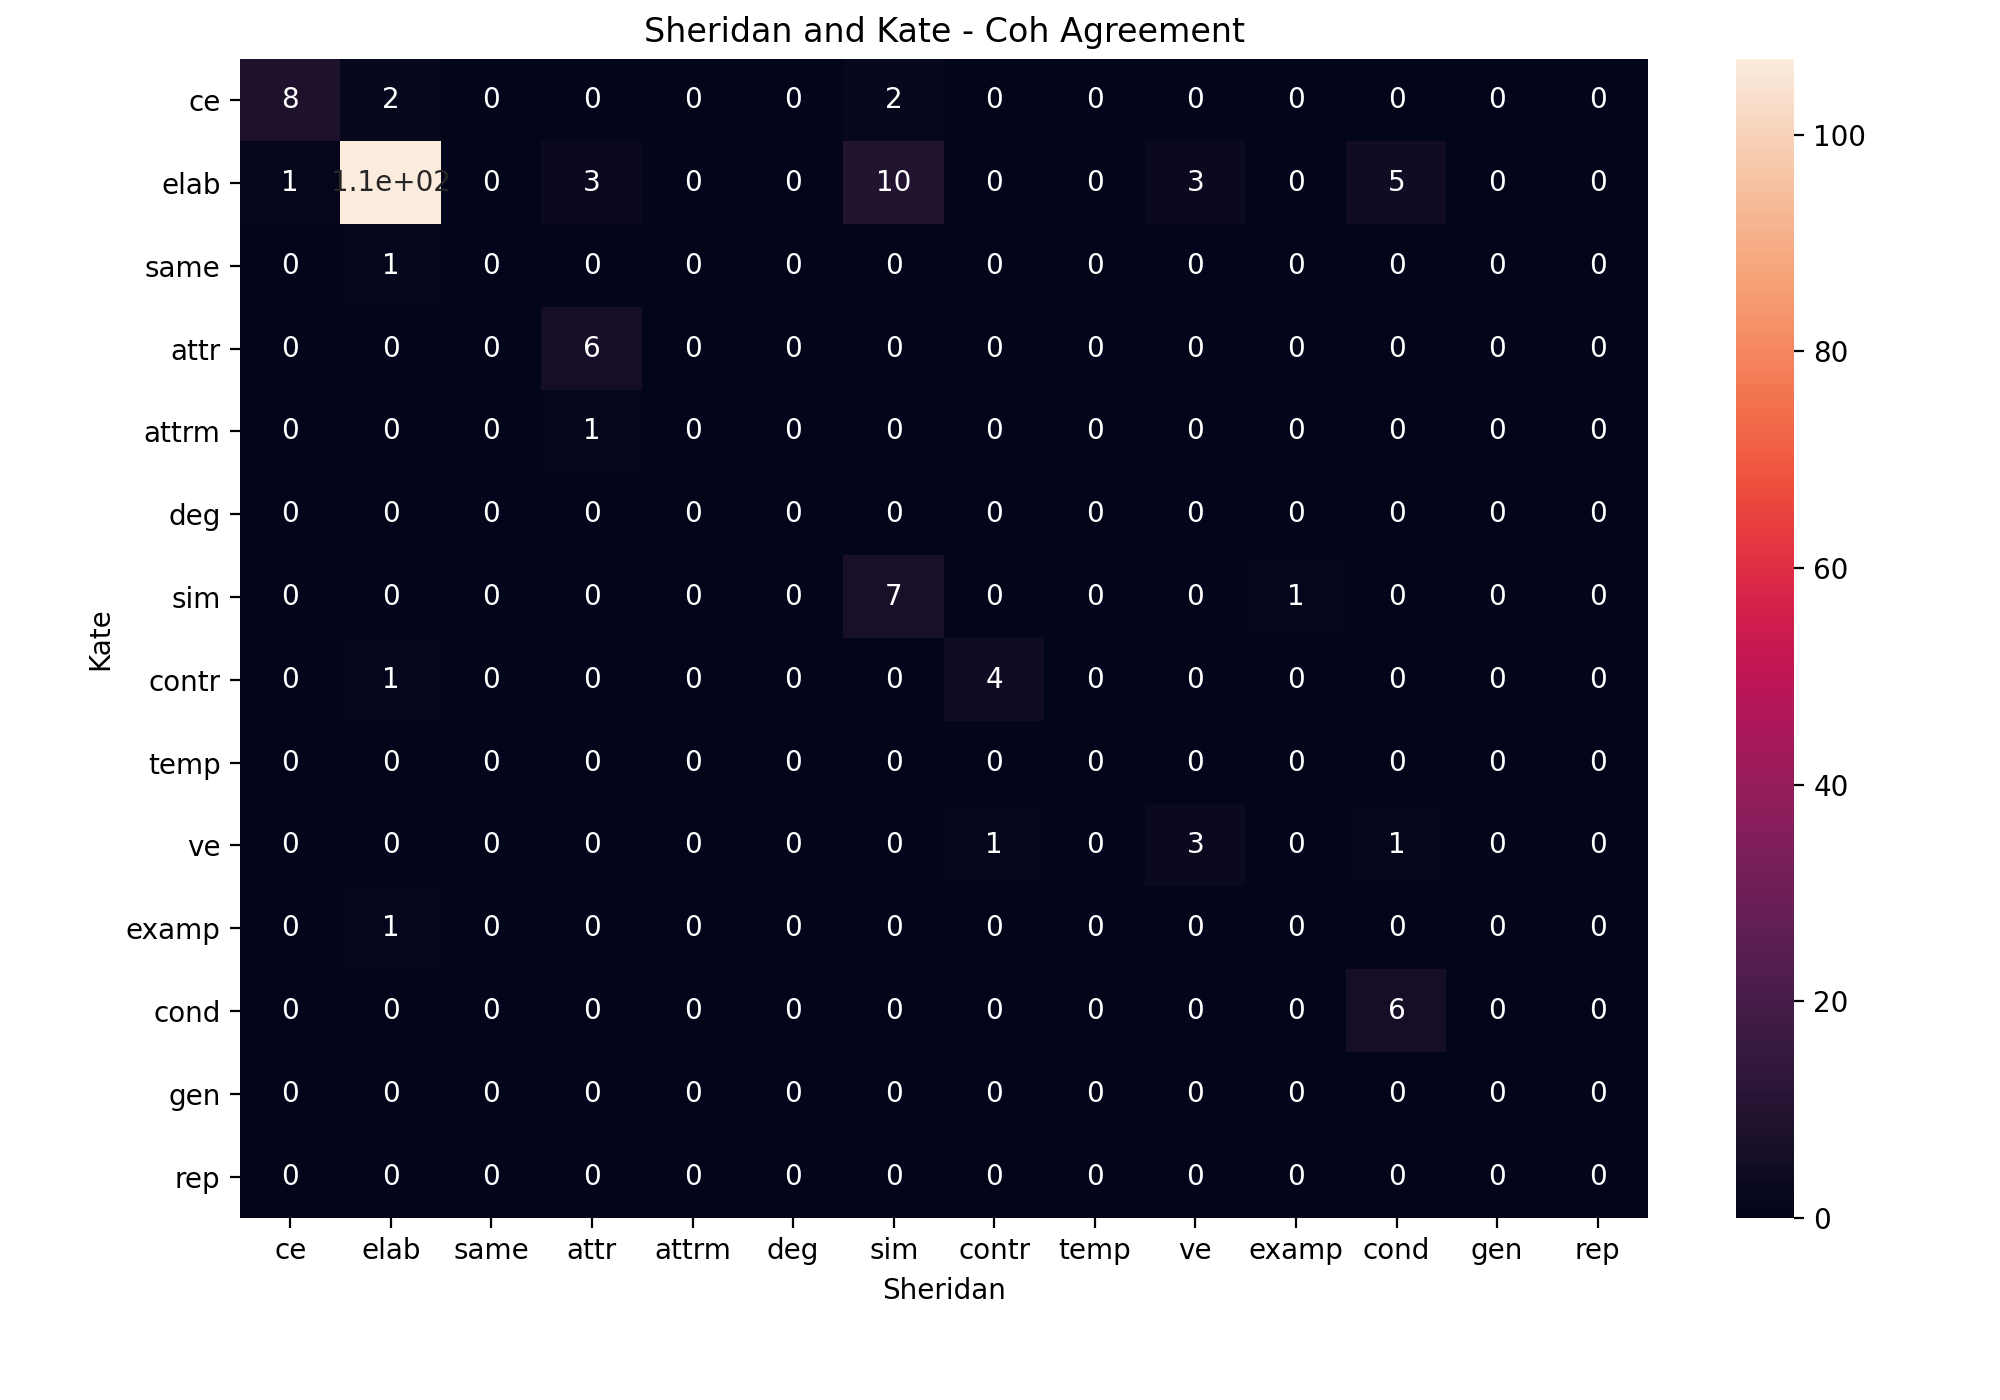 Sheridan and Kate - Coh Agreement
ce 8 2 0 0 0 0 2 0 0 0 0 0 0 0
elab 1 1.1e+02 0 3 0 0 10 0 0 3 0 5 0 0
same 0 1 0 0 0 0 0 0 0 0 0 0 0 0
attr 0 0 0 6 0 0 0 0 0 0 0 0 0 0
attrm 0 0 0 1 0 0 0 0 0 0 0 0 0 0
deg 0 0 0 0 0 0 0 0 0 0 0 0 0 0
sim 0 0 0 0 0 0 7 0 0 0 1 0 0 0
contr 0 1 0 0 0 0 0 4 0 0 0 0 0 0
temp 0 0 0 0 0 0 0 0 0 0 0 0 0 0
ve 0 0 0 0 0 0 0 1 0 3 0 1 0 0
examp 0 1 0 0 0 0 0 0 0 0 0 0 0 0
cond 0 0 0 0 0 0 0 0 0 0 0 6 0 0
gen 0 0 0 0 0 0 0 0 0 0 0 0 0 0
rep 0 0 0 0 0 0 0 0 0 0 0 0 0 0
ce elab same attr attrm deg sim contr temp ve examp cond gen rep
Sheridan
Kate
100
80
60
40
20
0